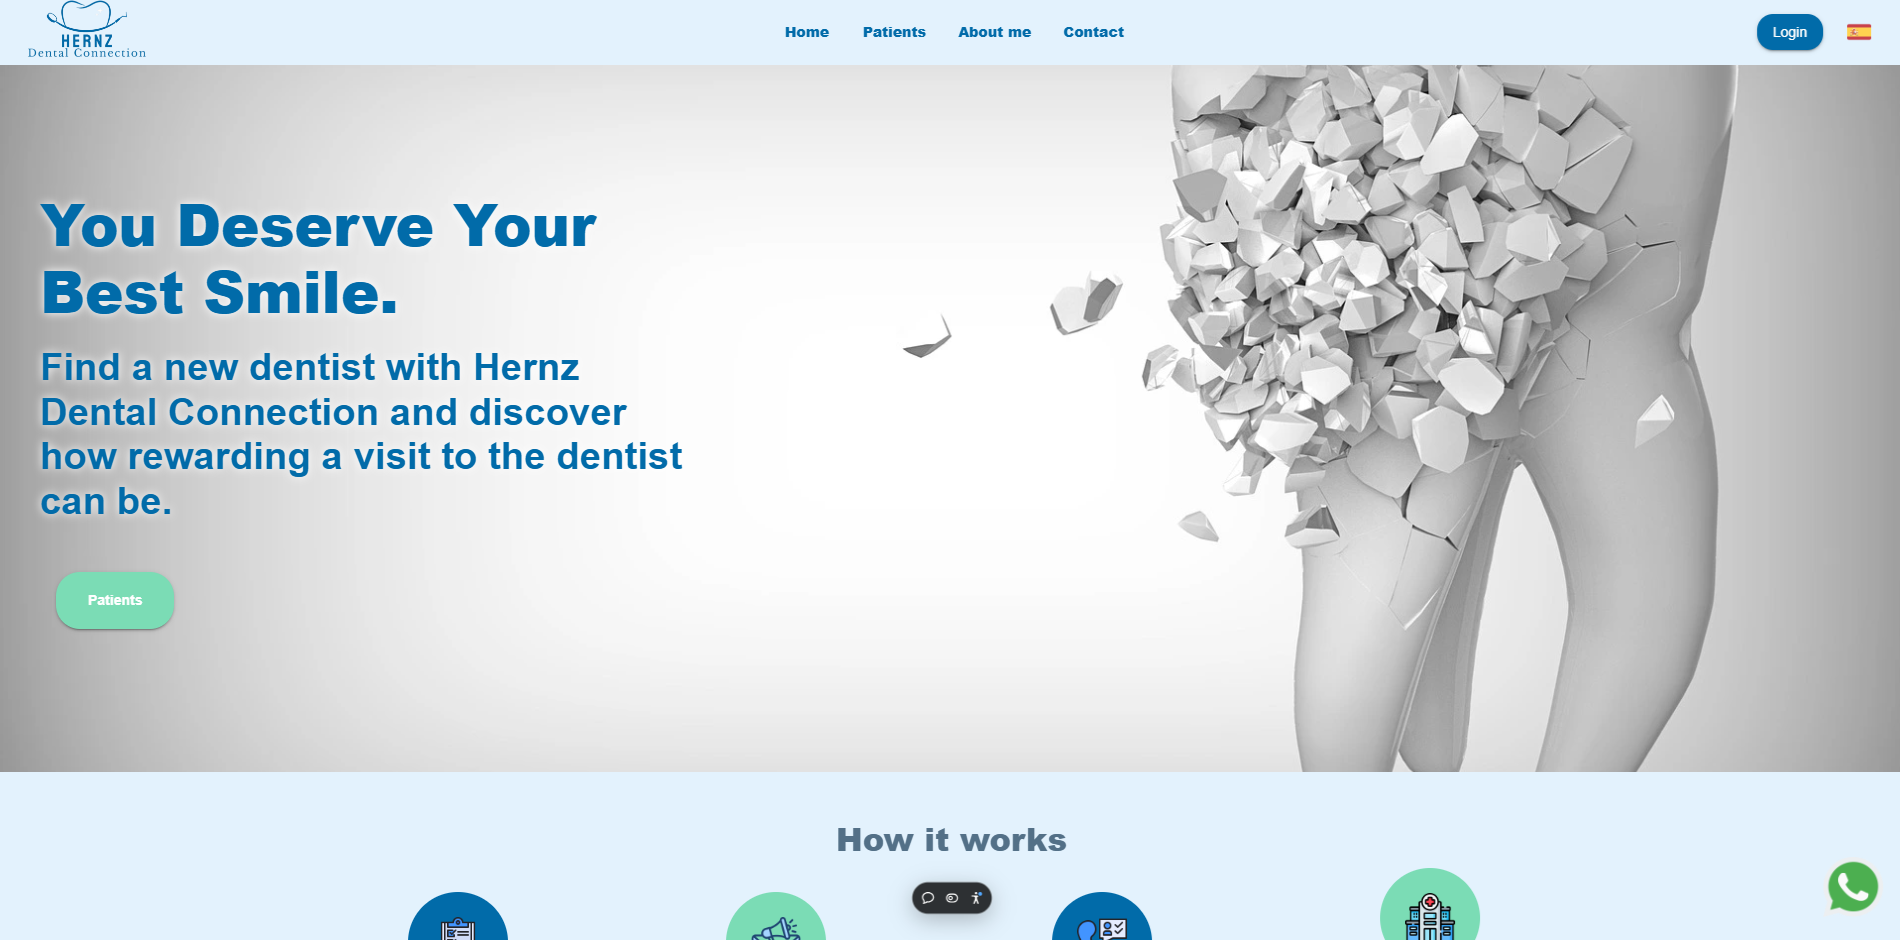 HERNZ
Dental Connection
Home
Patients
About me
Contact
Login
You Deserve Your
Best Smile.
Find a new dentist with Hernz
Dental Connection and discover
how rewarding a visit to the dentist
can be.
Patients
How it works